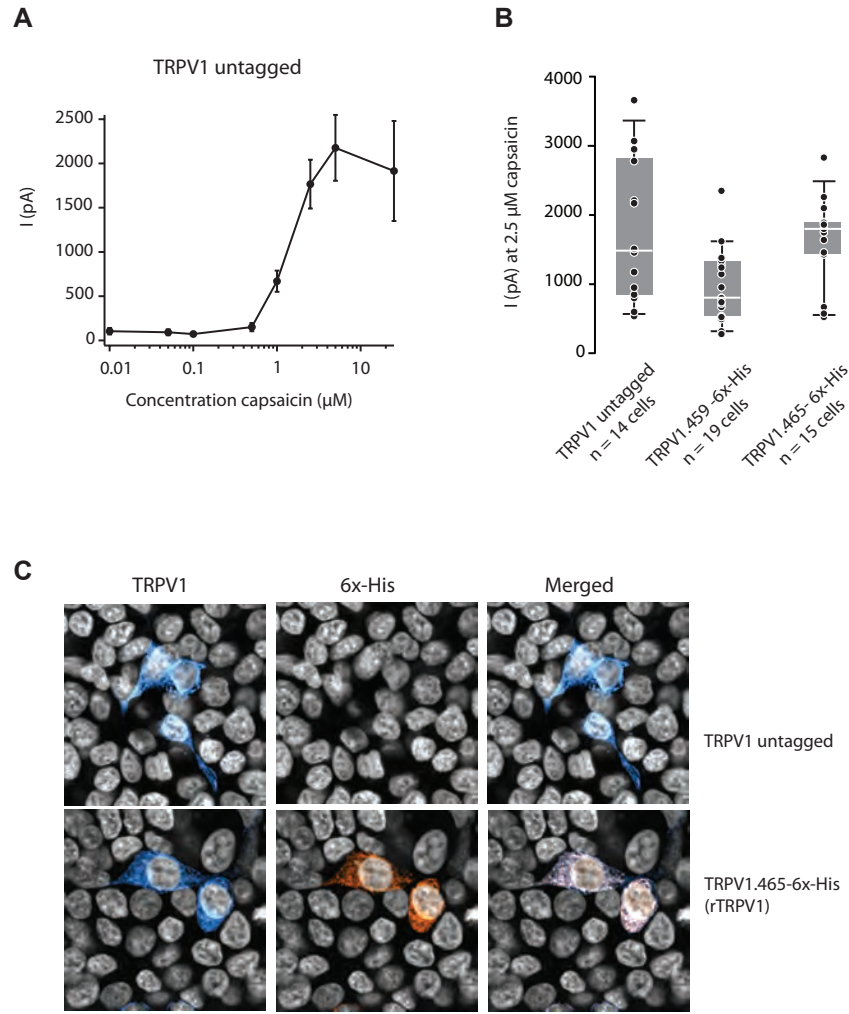 A
TRPV1 untagged
2500
2000
1500
1000
500
0
I (pA)
0.01
0.1
1
10
Concentration capsaicin (µM)
B
4000
3000
2000
1000
0
I (pA) at 2.5 µM capsaicin
TRPV1 untagged
n = 14 cells
TRPV1.459 -6x-His
n = 19 cells
TRPV1.465- 6x-His
n = 15 cells
C
TRPV1
6x-His
Merged
TRPV1 untagged
TRPV1.465-6x-His
(rTRPV1)